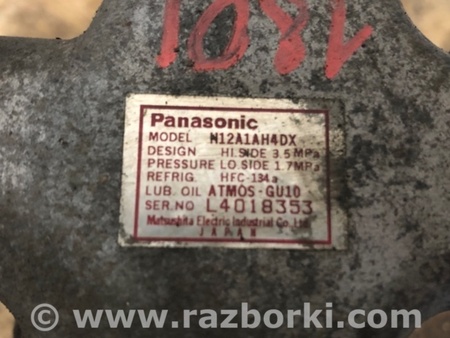 1801
Panasonic
MODEL N12A1AH4DX
DESIGN HI.SIDE 3.5MPa
PRESSURE LO.SIDE 1.7MPa
REFRIG. HFC-134a
LUB. OIL ATMOS-GU10
SER.NO L4018353
Matsushita Electric Industrial Co., Ltd.
JAPAN
© www.razborki.com